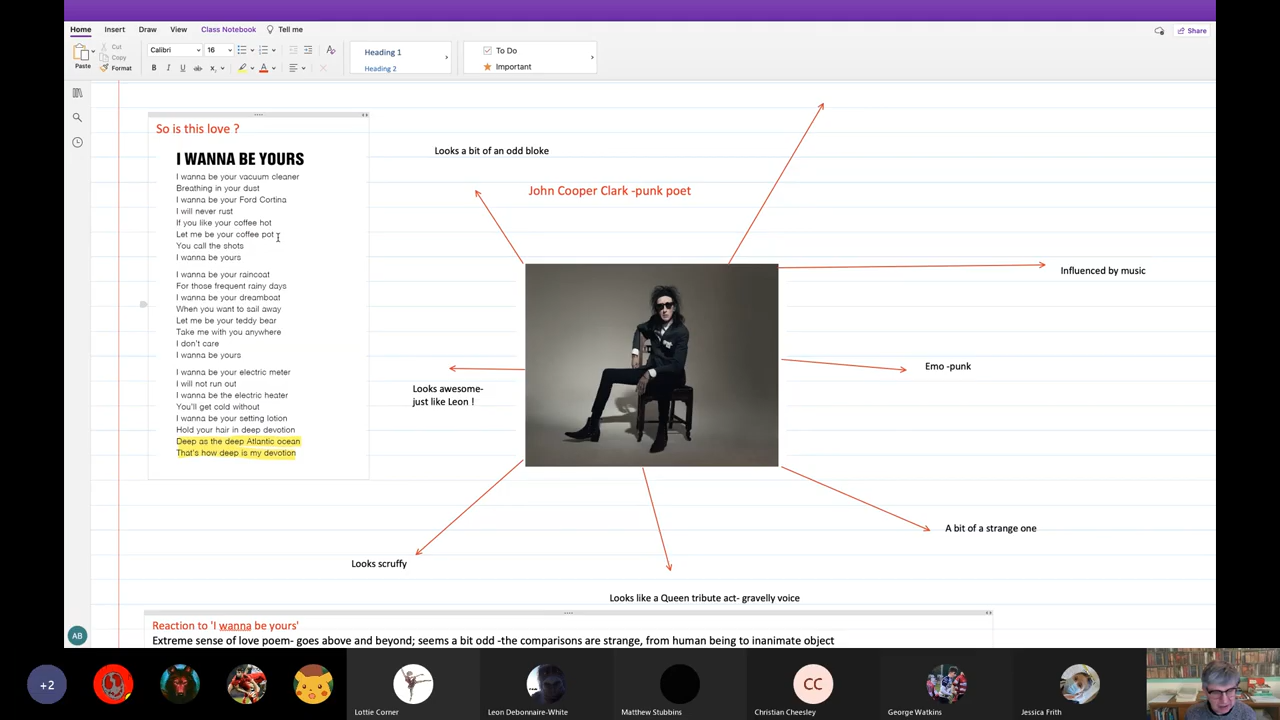 Home Insert Draw View Class Notebook Tell me
Share
Paste
Cut
Copy
Format
Calibri 16
B I U ab
Heading 1
Heading 2
To Do
Important
So is this love ?
I WANNA BE YOURS
I wanna be your vacuum cleaner
Breathing in your dust
I wanna be your Ford Cortina
I will never rust
If you like your coffee hot
Let me be your coffee pot
You call the shots
I wanna be yours
I wanna be your raincoat
For those frequent rainy days
I wanna be your dreamboat
When you want to sail away
Let me be your teddy bear
Take me with you anywhere
I don't care
I wanna be yours
I wanna be your electric meter
I will not run out
I wanna be the electric heater
You'll get cold without
I wanna be your setting lotion
Hold your hair in deep devotion
Deep as the deep Atlantic ocean
That's how deep is my devotion
Looks a bit of an odd bloke
John Cooper Clark -punk poet
Influenced by music
Emo -punk
Looks awesome-
just like Leon !
A bit of a strange one
Looks scruffy
Looks like a Queen tribute act- gravelly voice
Reaction to 'I wanna be yours'
Extreme sense of love poem- goes above and beyond; seems a bit odd -the comparisons are strange, from human being to inanimate object
AB
+2
CC
Lottie Corner
Leon Debonnaire-White
Matthew Stubbins
Christian Cheesley
George Watkins
Jessica Frith